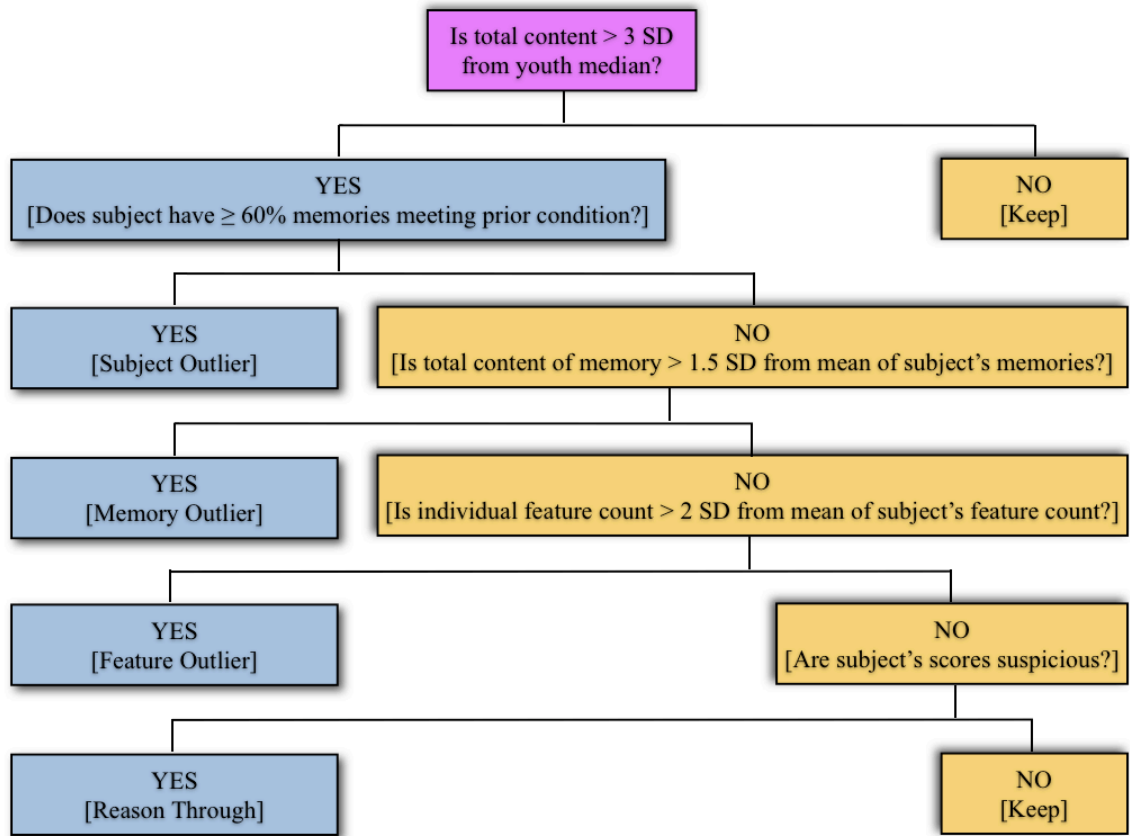 Is total content > 3 SD
from youth median?
YES
[Does subject have ≥ 60% memories meeting prior condition?]
NO
[Keep]
YES
[Subject Outlier]
NO
[Is total content of memory > 1.5 SD from mean of subject’s memories?]
YES
[Memory Outlier]
NO
[Is individual feature count > 2 SD from mean of subject’s feature count?]
YES
[Feature Outlier]
NO
[Are subject’s scores suspicious?]
YES
[Reason Through]
NO
[Keep]